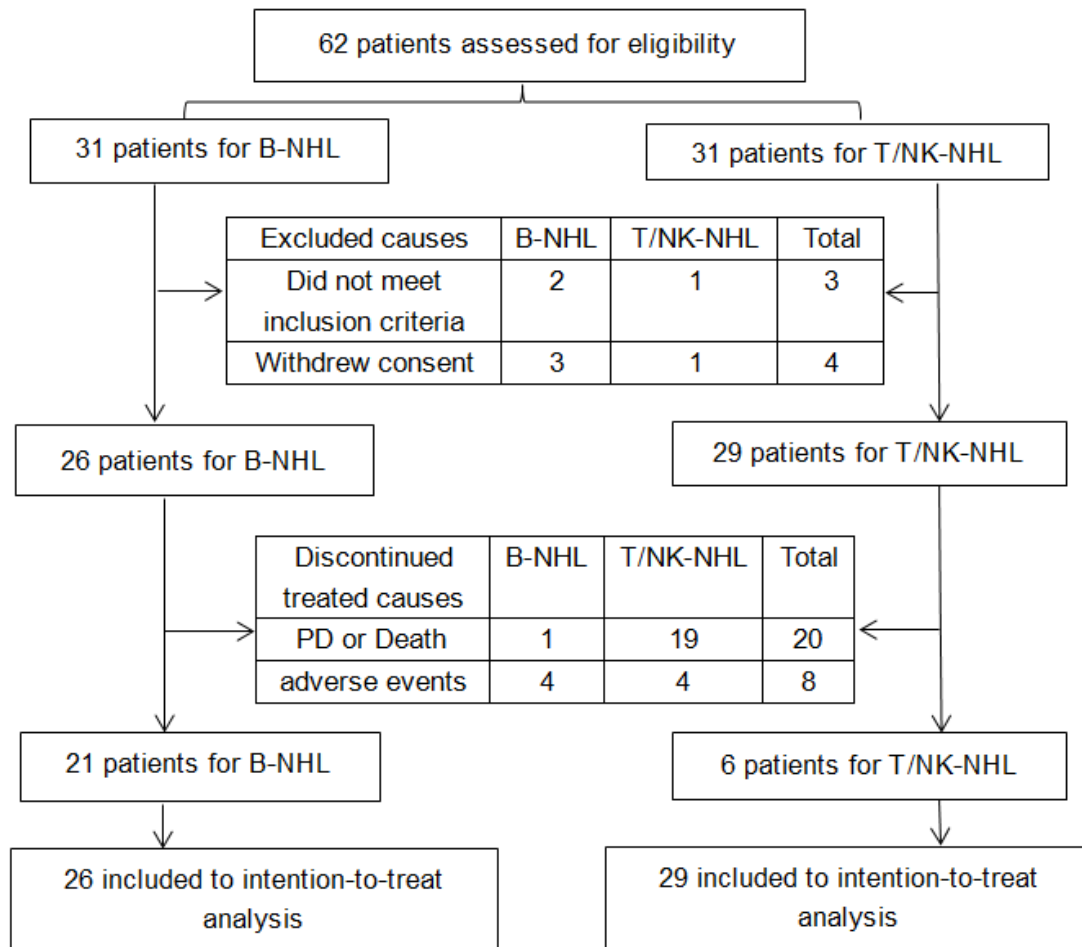 62 patients assessed for eligibility
31 patients for B-NHL
31 patients for T/NK-NHL
Excluded causes B-NHL T/NK-NHL Total
Did not meet 2 1 3
inclusion criteria
Withdrew consent 3 1 4
26 patients for B-NHL
29 patients for T/NK-NHL
Discontinued B-NHL T/NK-NHL Total
treated causes
PD or Death 1 19 20
adverse events 4 4 8
21 patients for B-NHL
6 patients for T/NK-NHL
26 included to intention-to-treat
analysis
29 included to intention-to-treat
analysis